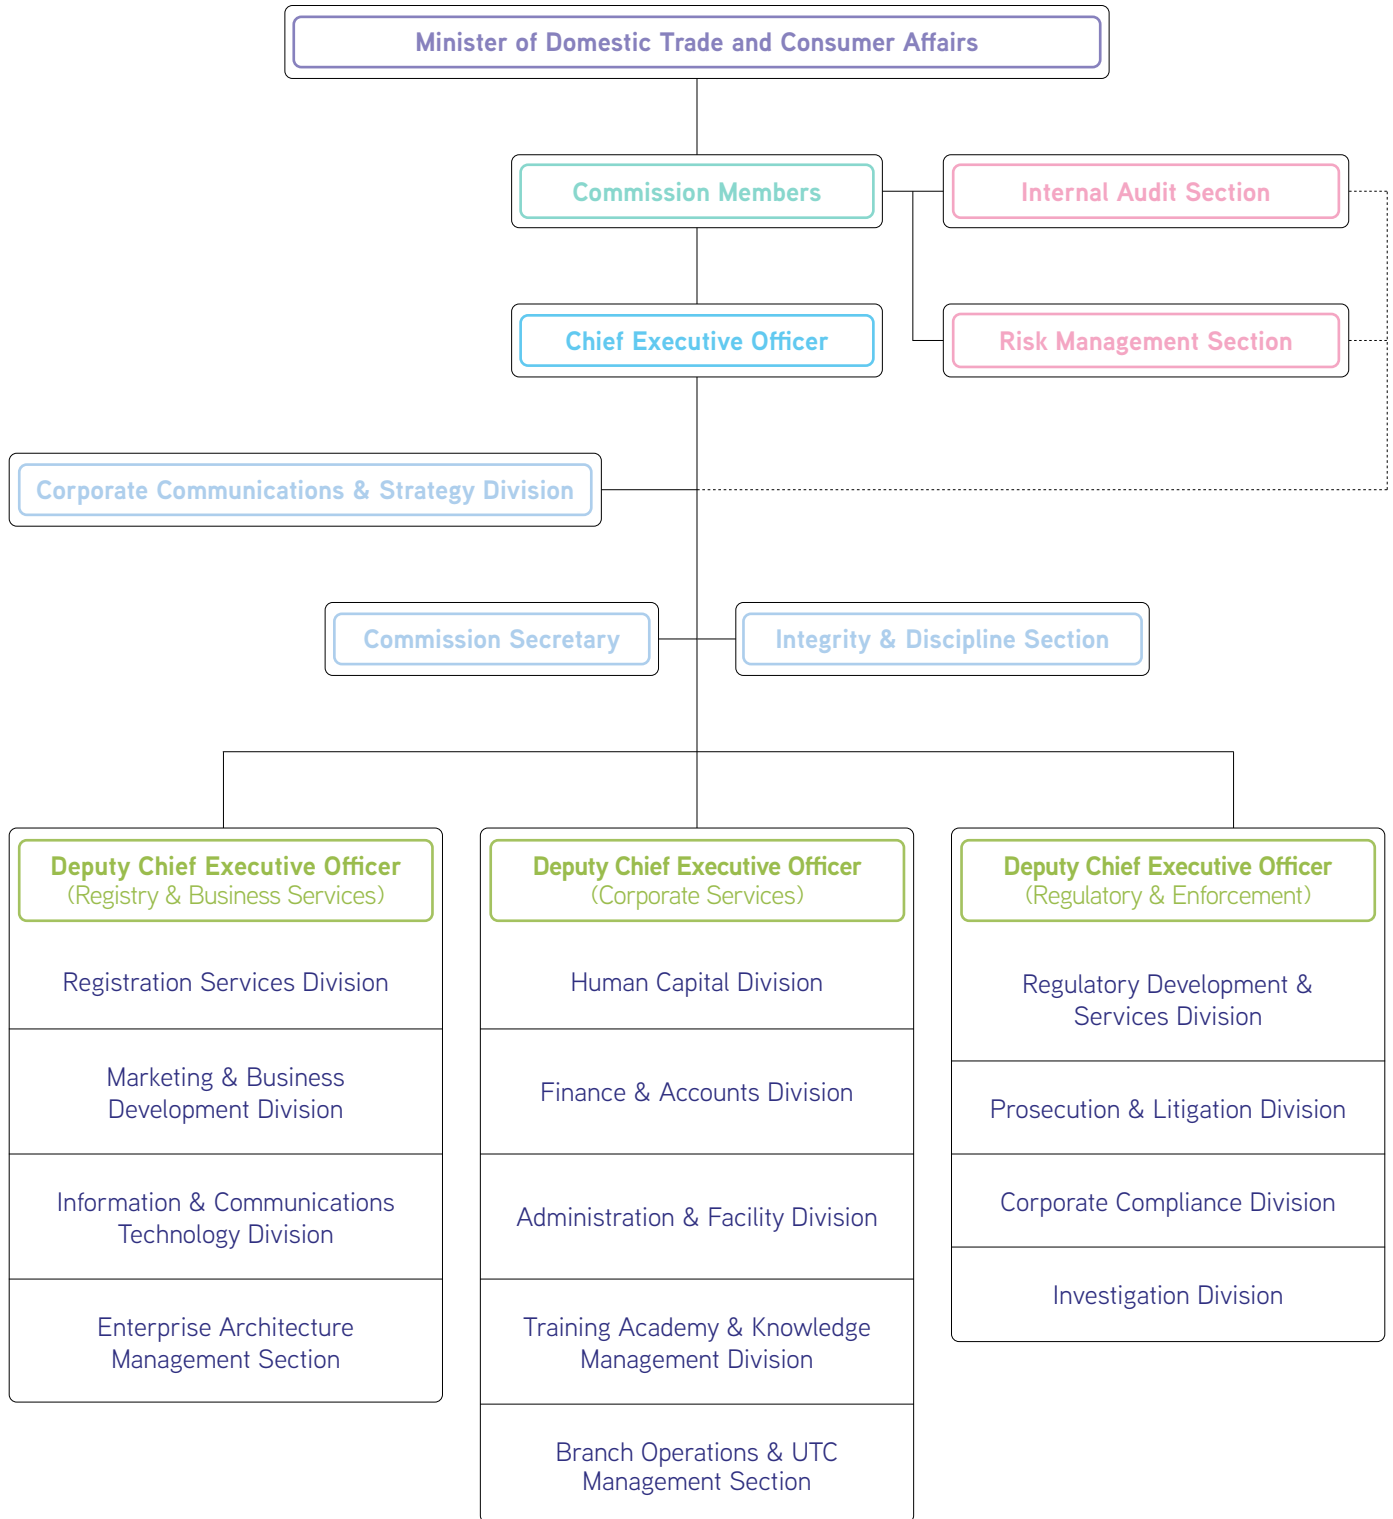 Minister of Domestic Trade and Consumer Affairs
Commission Members
Internal Audit Section
Chief Executive Officer
Risk Management Section
Corporate Communications & Strategy Division
Commission Secretary
Integrity & Discipline Section
Deputy Chief Executive Officer
(Registry & Business Services)
Registration Services Division
Marketing & Business
Development Division
Information & Communications
Technology Division
Enterprise Architecture
Management Section
Deputy Chief Executive Officer
(Corporate Services)
Human Capital Division
Finance & Accounts Division
Administration & Facility Division
Training Academy & Knowledge
Management Division
Branch Operations & UTC
Management Section
Deputy Chief Executive Officer
(Regulatory & Enforcement)
Regulatory Development &
Services Division
Prosecution & Litigation Division
Corporate Compliance Division
Investigation Division